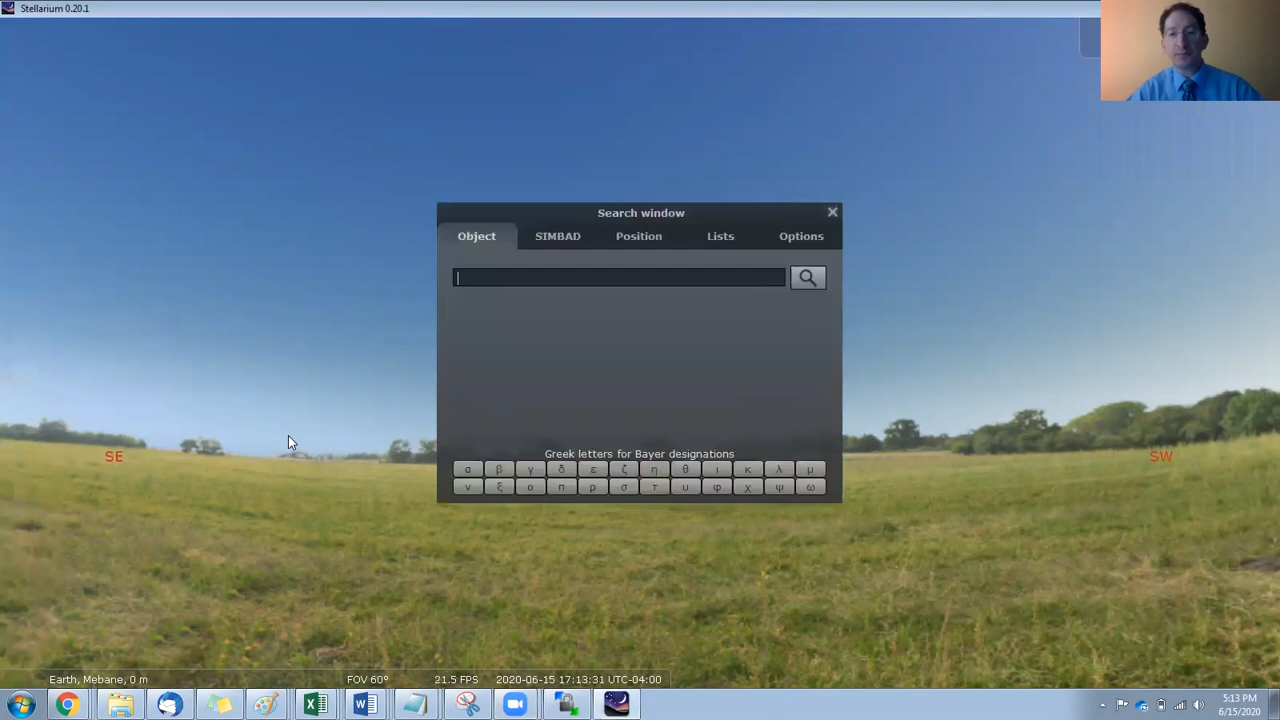 Stellarium 0.20.1
Search window
Object SIMBAD Position Lists Options
Greek letters for Bayer designations
β γ δ ε ζ η θ ι κ λ μ
ν ξ ο π ρ σ τ υ φ χ ψ ω
SE
SW
Earth, Mebane, 0 m FOV 60° 21.5 FPS 2020-06-15 17:13:31 UTC-04:00
5:13 PM
6/15/2020